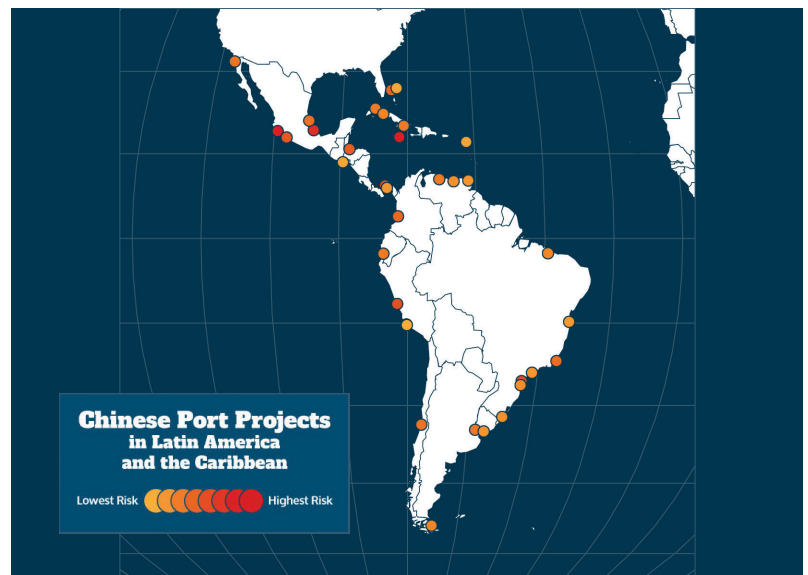 Chinese Port Projects
in Latin America
and the Caribbean
Lowest Risk Highest Risk